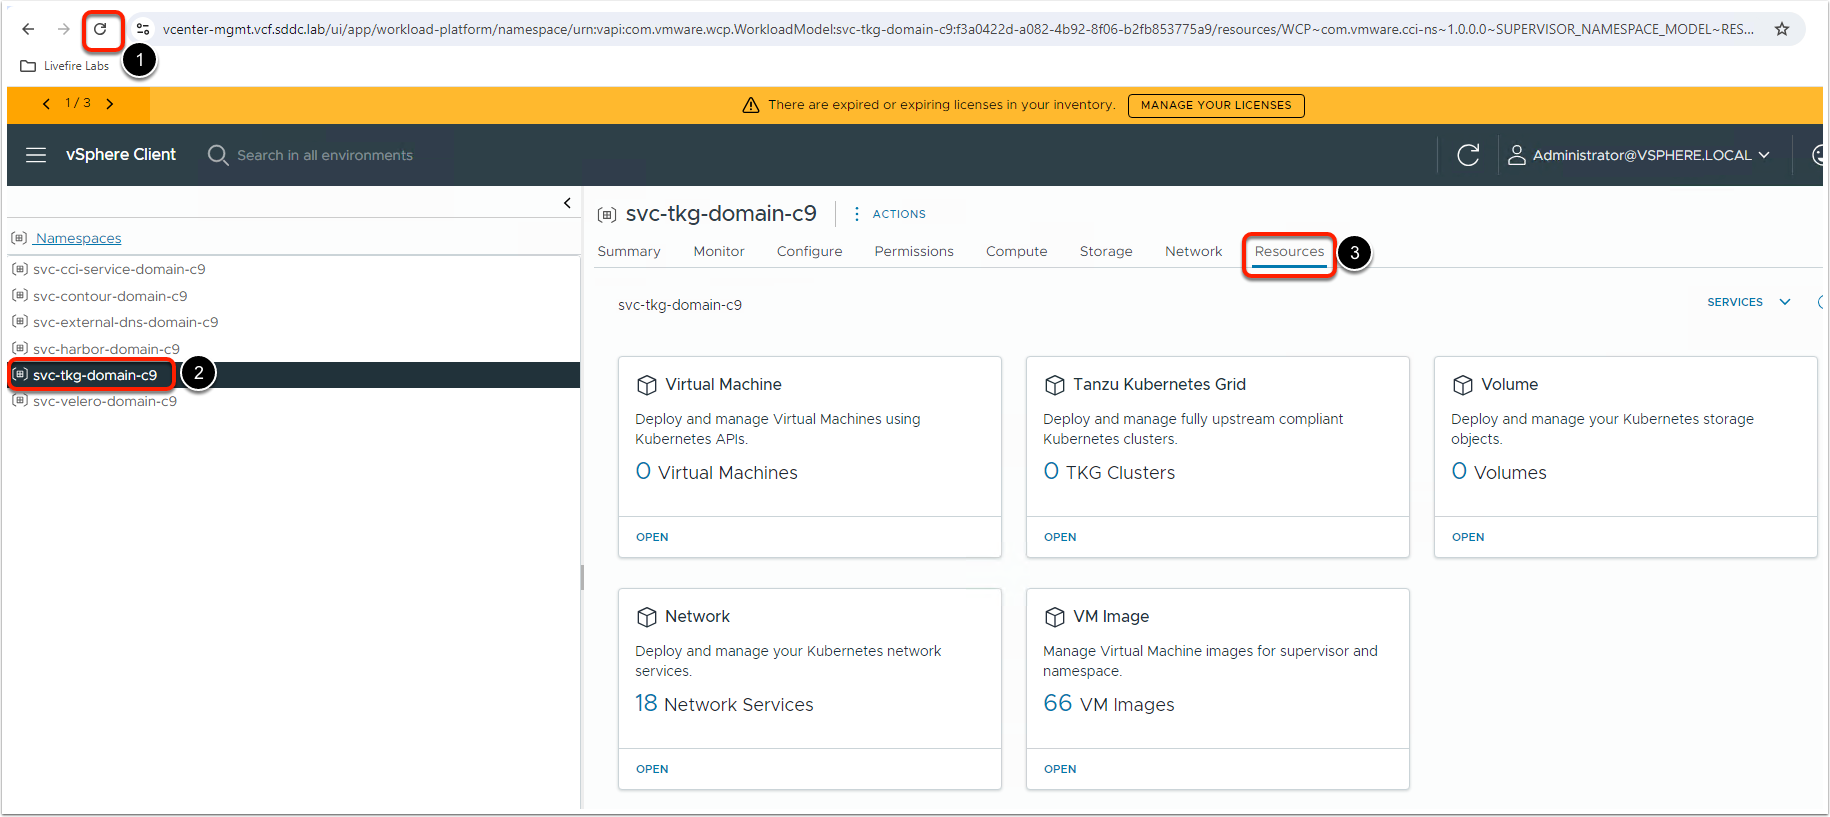 vcenter-mgmt.vcf.sddc.lab/ui/app/workload-platform/namespace/urn:vapi:com.vmware.wcp.WorkloadModel:svc-tkg-domain-c9:f3a0422d-a082-4b92-8f06-b2fb853775a9/resources/WCP~com.vmware.cci-ns~1.0.0.0~SUPERVISOR_NAMESPACE_MODEL~RES...
1
Livefire Labs
1 / 3
There are expired or expiring licenses in your inventory.
MANAGE YOUR LICENSES
vSphere Client
Search in all environments
Administrator@VSPHERE.LOCAL
Namespaces
svc-cci-service-domain-c9
svc-contour-domain-c9
svc-external-dns-domain-c9
svc-harbor-domain-c9
svc-tkg-domain-c9
2
svc-velero-domain-c9
svc-tkg-domain-c9
ACTIONS
Summary
Monitor
Configure
Permissions
Compute
Storage
Network
Resources
3
svc-tkg-domain-c9
SERVICES
Virtual Machine
Deploy and manage Virtual Machines using
Kubernetes APIs.
0 Virtual Machines
OPEN
Tanzu Kubernetes Grid
Deploy and manage fully upstream compliant
Kubernetes clusters.
0 TKG Clusters
OPEN
Volume
Deploy and manage your Kubernetes storage
objects.
0 Volumes
OPEN
Network
Deploy and manage your Kubernetes network
services.
18 Network Services
OPEN
VM Image
Manage Virtual Machine images for supervisor and
namespace.
66 VM Images
OPEN